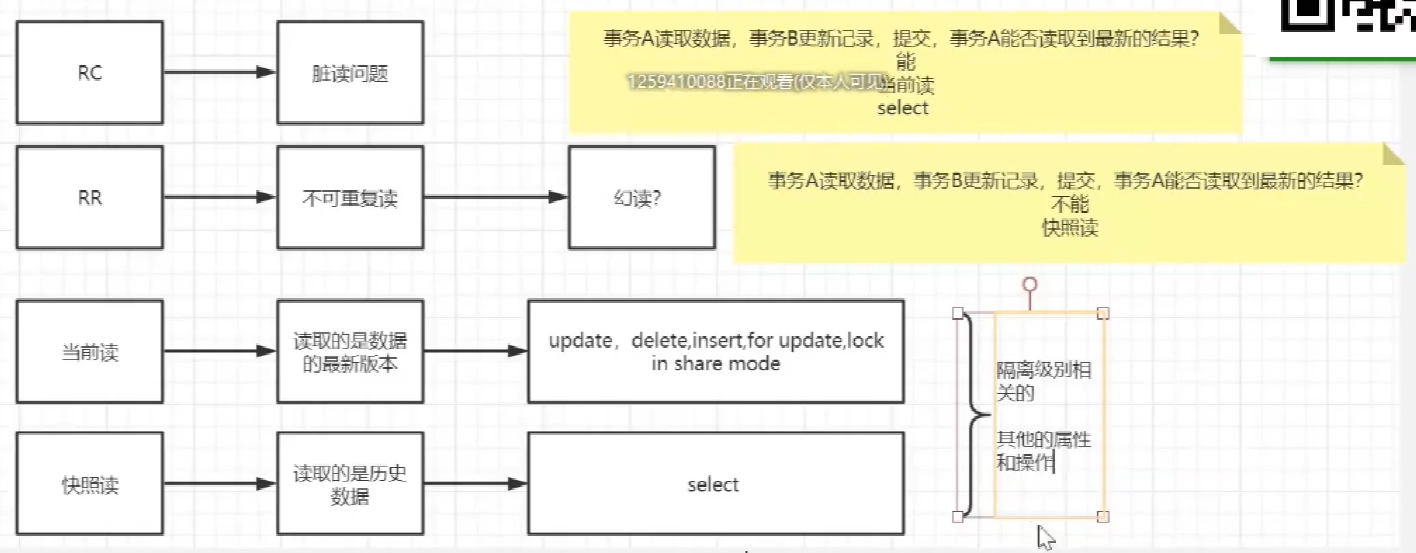 RC
脏读问题
事务A读取数据，事务B更新记录，提交，事务A能否读取到最新的结果？
能
1259410088正在观看(仅本人可见)
当前读
select
RR
不可重复读
幻读？
事务A读取数据，事务B更新记录，提交，事务A能否读取到最新的结果？
不能
快照读
当前读
读取的是数据
的最新版本
update，delete,insert,for update,lock
in share mode
隔离级别相
关的
其他的属性
和操作
快照读
读取的是历史
数据
select